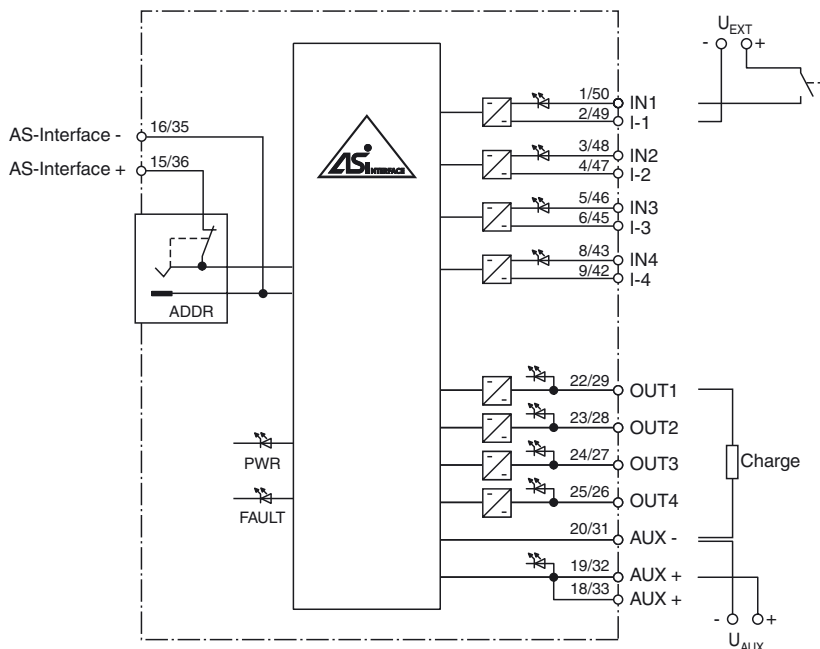 U_EXT
- +
1/50 IN1
2/49 I-1
AS-Interface - 16/35
3/48 IN2
AS-Interface + 15/36
4/47 I-2
ASi INTERFACE
5/46 IN3
6/45 I-3
8/43 IN4
9/42 I-4
ADDR
22/29 OUT1
23/28 OUT2
PWR
24/27 OUT3
Charge
25/26 OUT4
FAULT
20/31 AUX -
19/32 AUX +
18/33 AUX +
- +
U_AUX